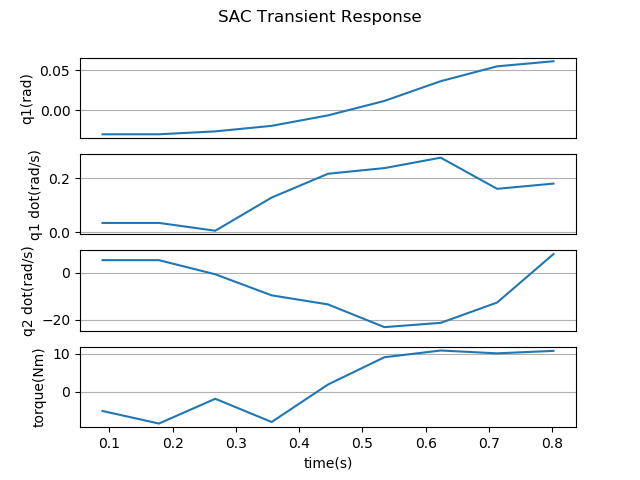 SAC Transient Response
q1(rad)
0.05
0.00
q1 dot(rad/s)
0.2
0.0
q2 dot(rad/s)
0
−20
torque(Nm)
10
0
0.1 0.2 0.3 0.4 0.5 0.6 0.7 0.8
time(s)